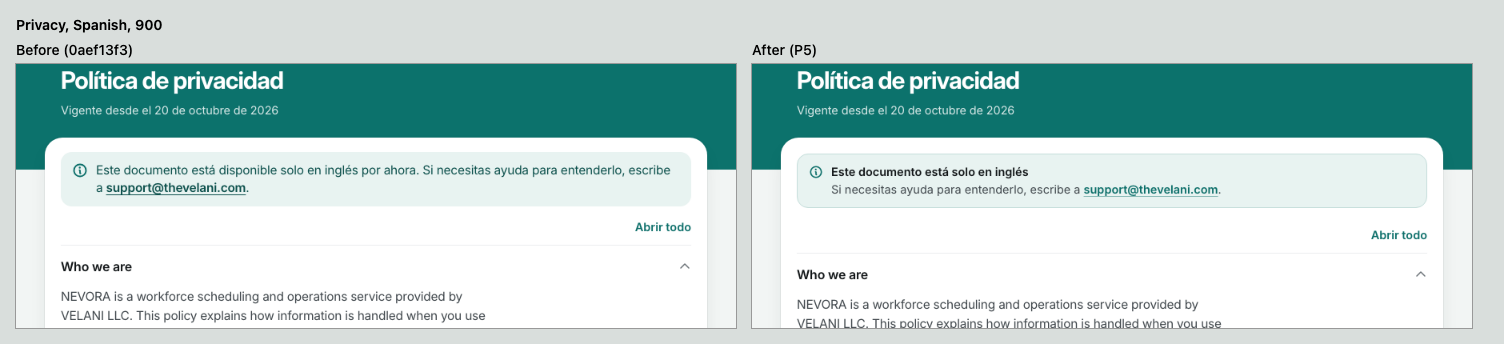 Privacy, Spanish, 900
Before (0aef13f3)
Política de privacidad
Vigente desde el 20 de octubre de 2026
Este documento está disponible solo en inglés por ahora. Si necesitas ayuda para entenderlo, escribe
a support@thevelani.com.
Abrir todo
Who we are
NEVORA is a workforce scheduling and operations service provided by
VELANI LLC. This policy explains how information is handled when you use
After (P5)
Política de privacidad
Vigente desde el 20 de octubre de 2026
Este documento está solo en inglés
Si necesitas ayuda para entenderlo, escribe a support@thevelani.com.
Abrir todo
Who we are
NEVORA is a workforce scheduling and operations service provided by
VELANI LLC. This policy explains how information is handled when you use